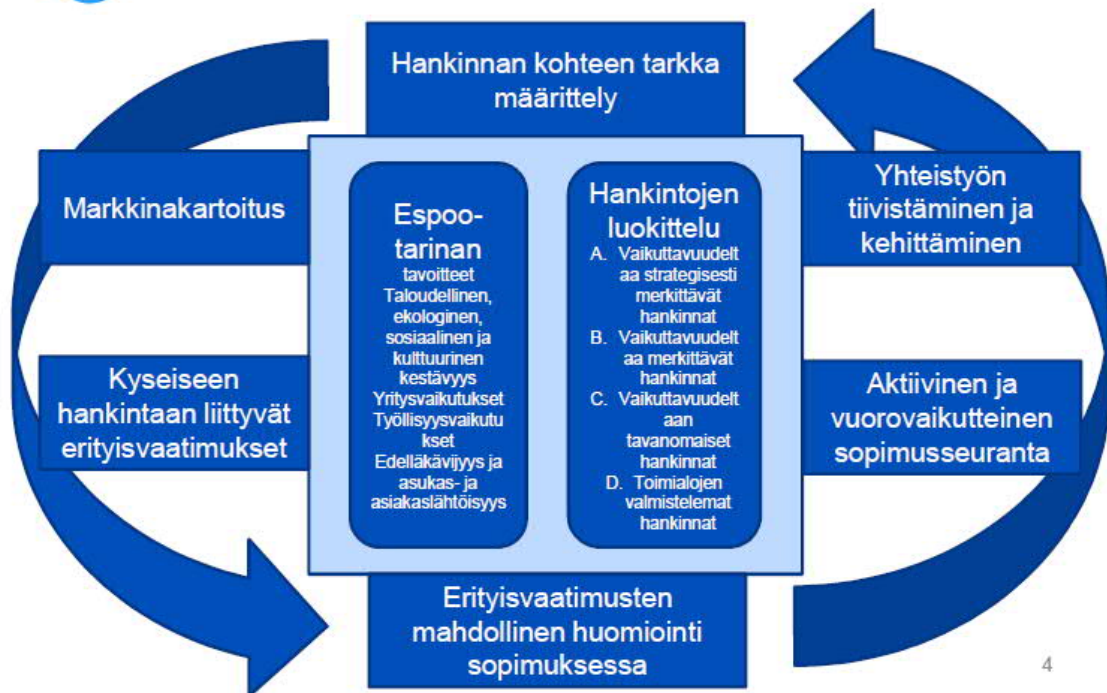 Hankinnan kohteen tarkka
määrittely
Markkinakartoitus
Kyseiseen
hankintaan liittyvät
erityisvaatimukset
Espoo-
tarinan
tavoitteet
Taloudellinen,
ekologinen,
sosiaalinen ja
kulttuurinen
kestävyys
Yritysvaikutukset
Työllisyysvaikutu
kset
Edelläkävijyys ja
asukas- ja
asiakaslähtöisyys
Hankintojen
luokittelu
A. Vaikuttavuudelt
aa strategisesti
merkittävät
hankinnat
B. Vaikuttavuudelt
aa merkittävät
hankinnat
C. Vaikuttavuudelt
aan
tavanomaiset
hankinnat
D. Toimialojen
valmistelemat
hankinnat
Yhteistyön
tiivistäminen ja
kehittäminen
Aktiivinen ja
vuorovaikutteinen
sopimusseuranta
Erityisvaatimusten
mahdollinen huomiointi
sopimuksessa
4